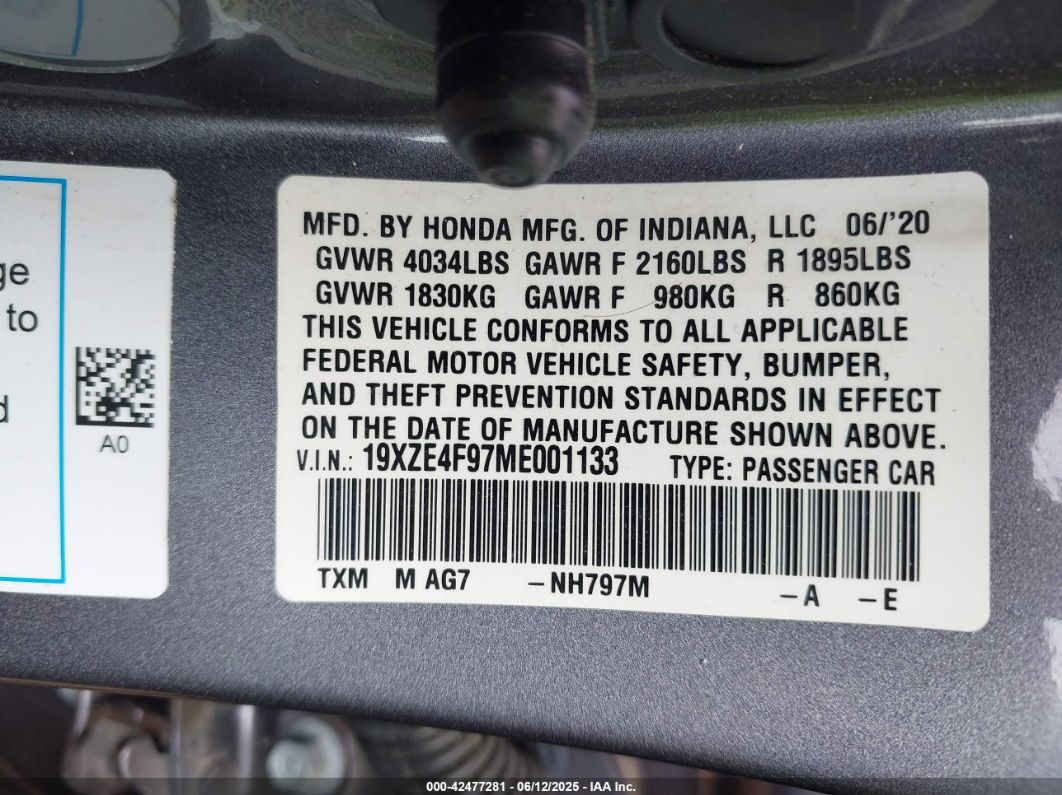 ge
to
d
A0
MFD. BY HONDA MFG. OF INDIANA, LLC 06/'20
GVWR 4034LBS GAWR F 2160LBS R 1895LBS
GVWR 1830KG GAWR F 980KG R 860KG
THIS VEHICLE CONFORMS TO ALL APPLICABLE
FEDERAL MOTOR VEHICLE SAFETY, BUMPER,
AND THEFT PREVENTION STANDARDS IN EFFECT
ON THE DATE OF MANUFACTURE SHOWN ABOVE.
V.I.N.: 19XZE4F97ME001133 TYPE: PASSENGER CAR
TXM M AG7 -NH797M -A -E
000-42477281 - 06/12/2025 - IAA Inc.